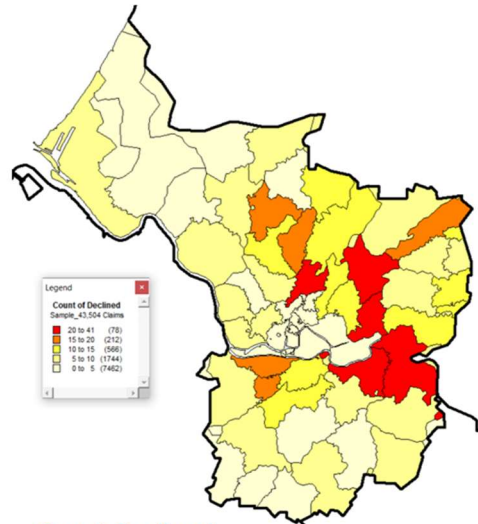 Legend
Count of Declined
Sample_43,504 Claims
20 to 41 (78)
15 to 20 (212)
10 to 15 (566)
5 to 10 (1744)
0 to 5 (7462)